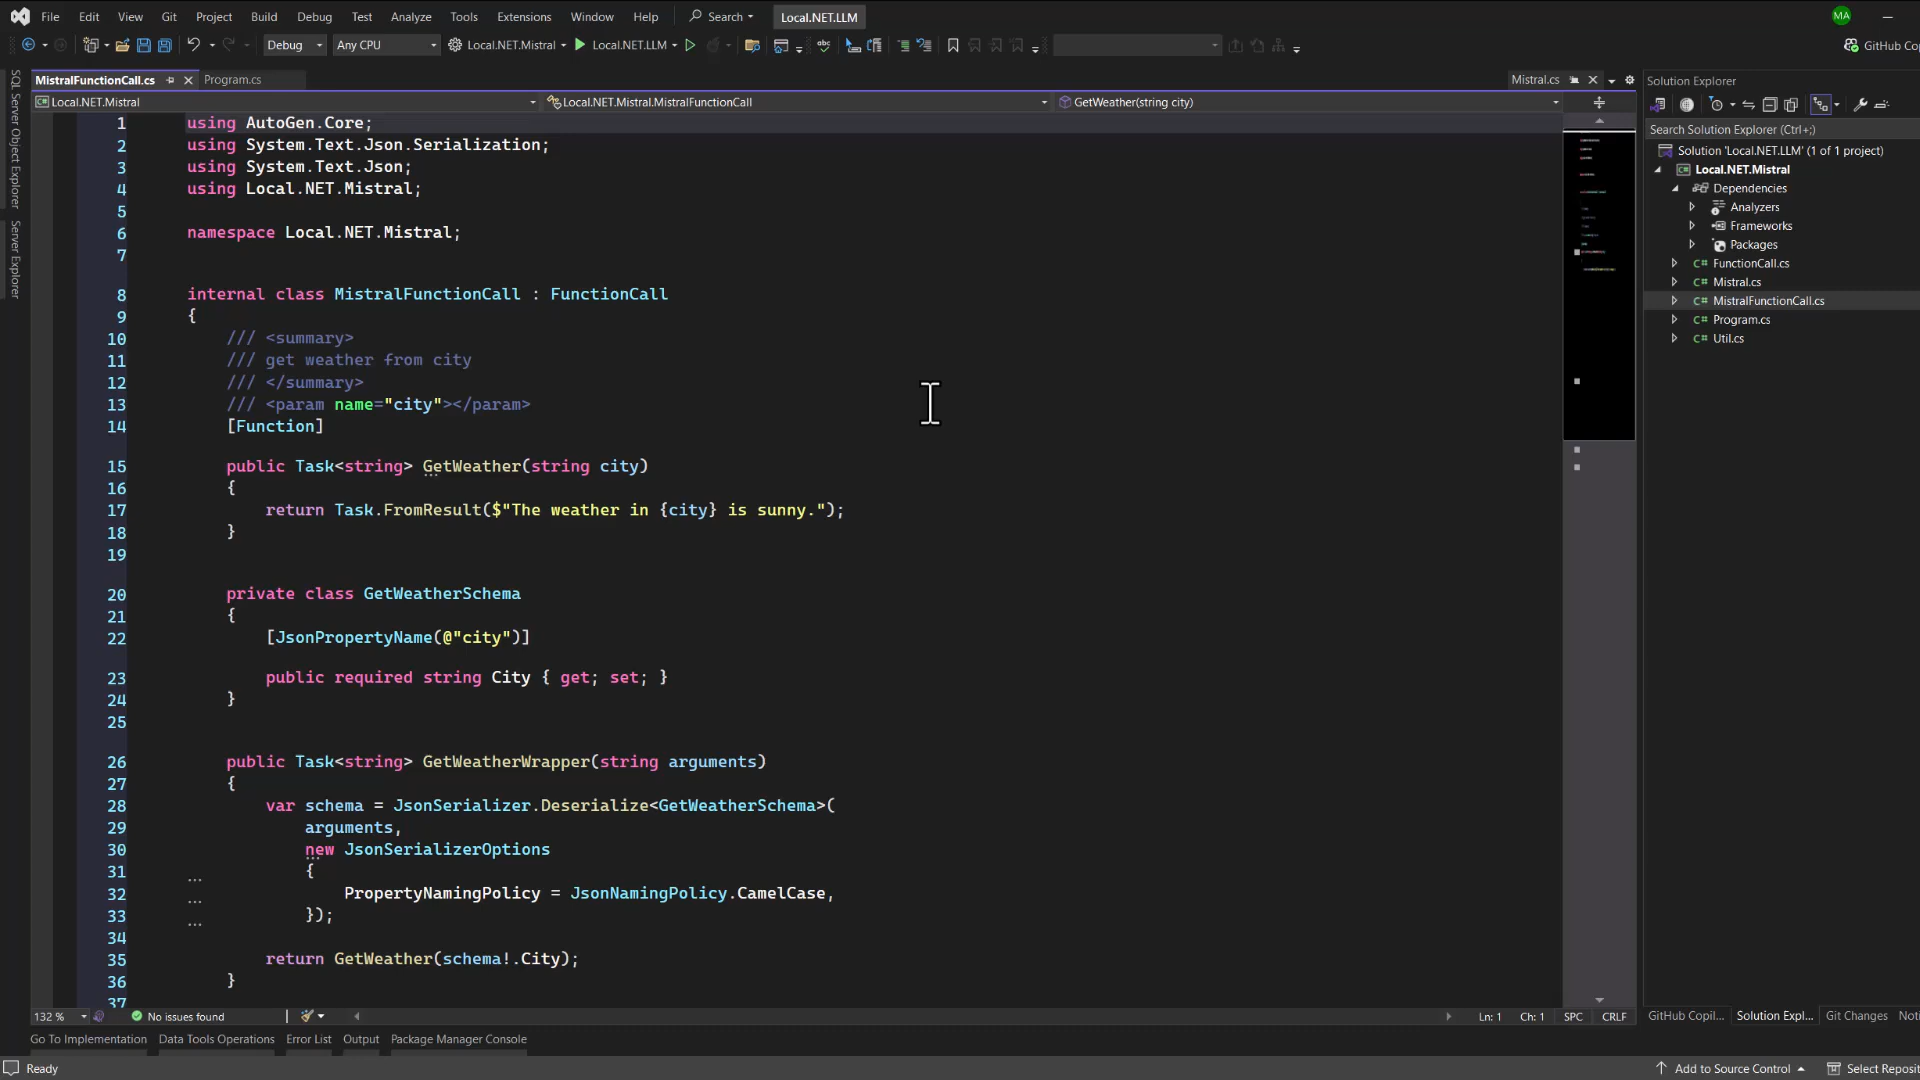 File Edit View Git Project Build Debug Test Analyze Tools Extensions Window Help Search Local.NET.LLM MA
Debug Any CPU Local.NET.Mistral Local.NET.LLM GitHub Cop
MistralFunctionCall.cs Program.cs Mistral.cs
Local.NET.Mistral Local.NET.Mistral.MistralFunctionCall GetWeather(string city)
SQL Server Object Explorer
Server Explorer
1 using AutoGen.Core;
2 using System.Text.Json.Serialization;
3 using System.Text.Json;
4 using Local.NET.Mistral;
5
6 namespace Local.NET.Mistral;
7
8 internal class MistralFunctionCall : FunctionCall
9 {
10 /// <summary>
11 /// get weather from city
12 /// </summary>
13 /// <param name="city"></param>
14 [Function]
15 public Task<string> GetWeather(string city)
16 {
17 return Task.FromResult($"The weather in {city} is sunny.");
18 }
19
20 private class GetWeatherSchema
21 {
22 [JsonPropertyName(@"city")]
23 public required string City { get; set; }
24 }
25
26 public Task<string> GetWeatherWrapper(string arguments)
27 {
28 var schema = JsonSerializer.Deserialize<GetWeatherSchema>(
29 arguments,
30 new JsonSerializerOptions
31 {
32 PropertyNamingPolicy = JsonNamingPolicy.CamelCase,
33 });
34
35 return GetWeather(schema!.City);
36 }
37
132 % No issues found Ln: 1 Ch: 1 SPC CRLF
Go To Implementation Data Tools Operations Error List Output Package Manager Console
Ready Add to Source Control Select Reposit
Solution Explorer
Search Solution Explorer (Ctrl+;)
Solution 'Local.NET.LLM' (1 of 1 project)
Local.NET.Mistral
Dependencies
Analyzers
Frameworks
Packages
C# FunctionCall.cs
C# Mistral.cs
C# MistralFunctionCall.cs
C# Program.cs
C# Util.cs
GitHub Copil... Solution Expl... Git Changes Noti